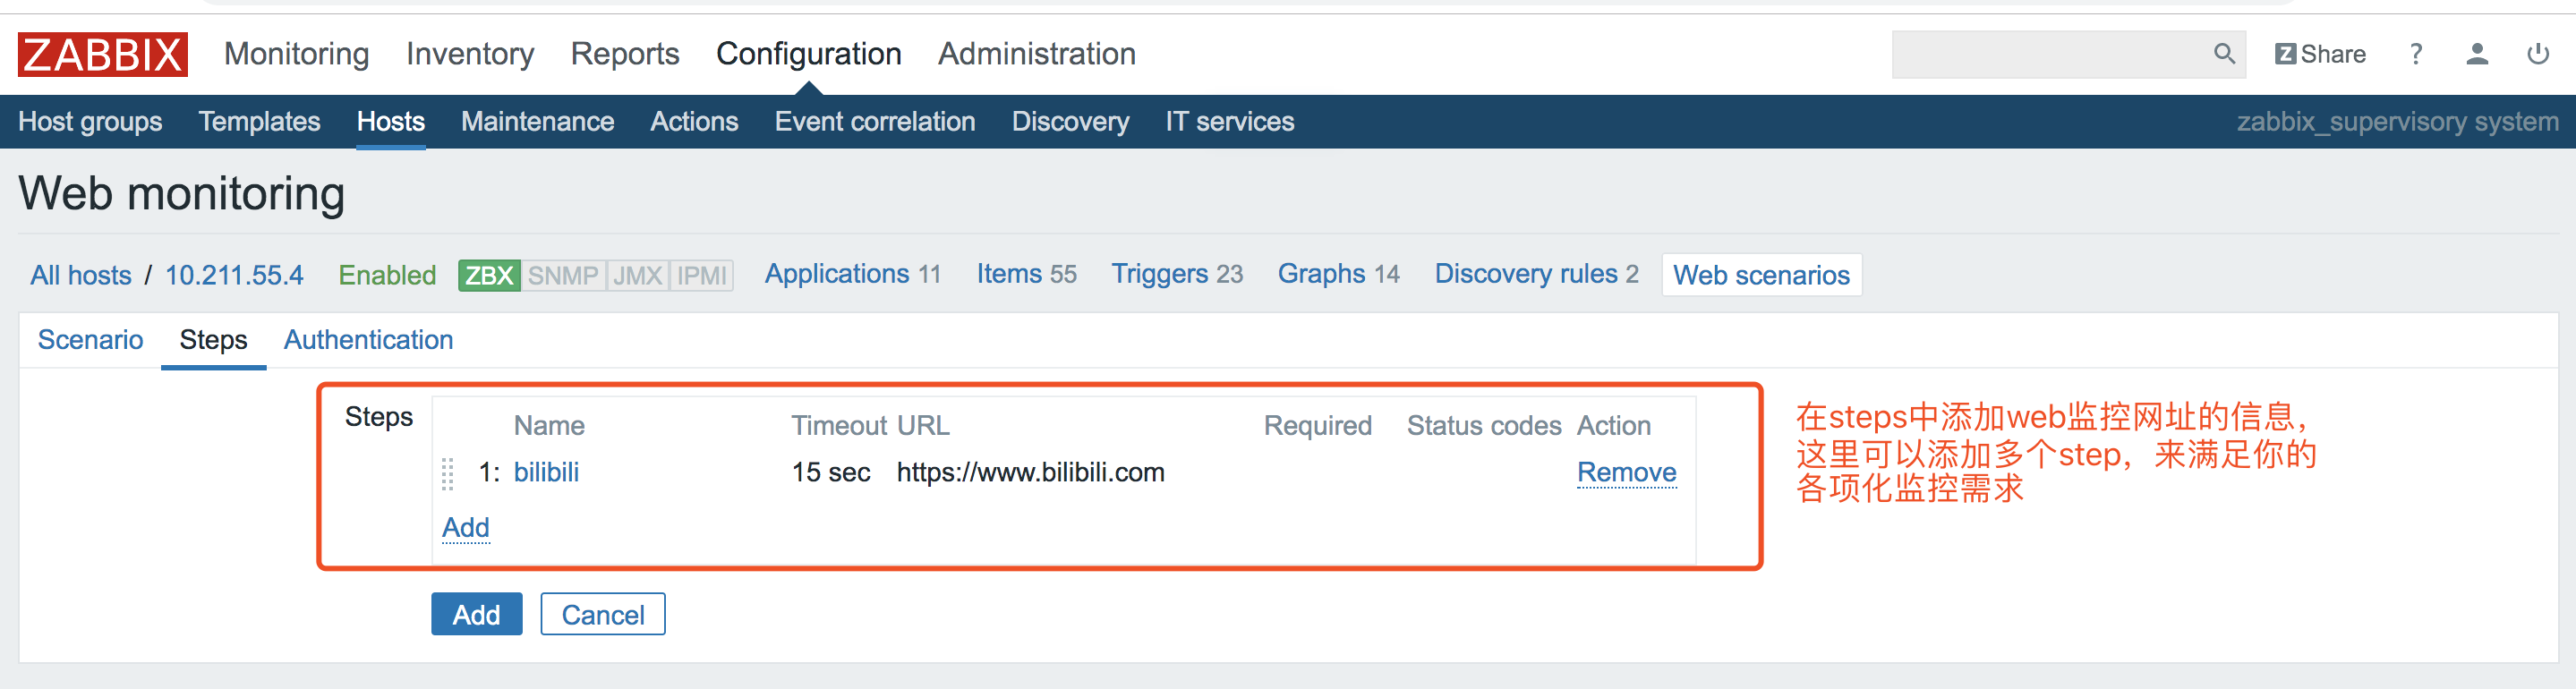 ZABBIX Monitoring Inventory Reports Configuration Administration Z Share ?
Host groups Templates Hosts Maintenance Actions Event correlation Discovery IT services zabbix_supervisory system
Web monitoring
All hosts / 10.211.55.4 Enabled ZBX SNMP JMX IPMI Applications 11 Items 55 Triggers 23 Graphs 14 Discovery rules 2 Web scenarios
Scenario Steps Authentication
Steps Name Timeout URL Required Status codes Action
1: bilibili 15 sec https://www.bilibili.com Remove
Add
在steps中添加web监控网址的信息，
这里可以添加多个step，来满足你的
各项化监控需求
Add Cancel